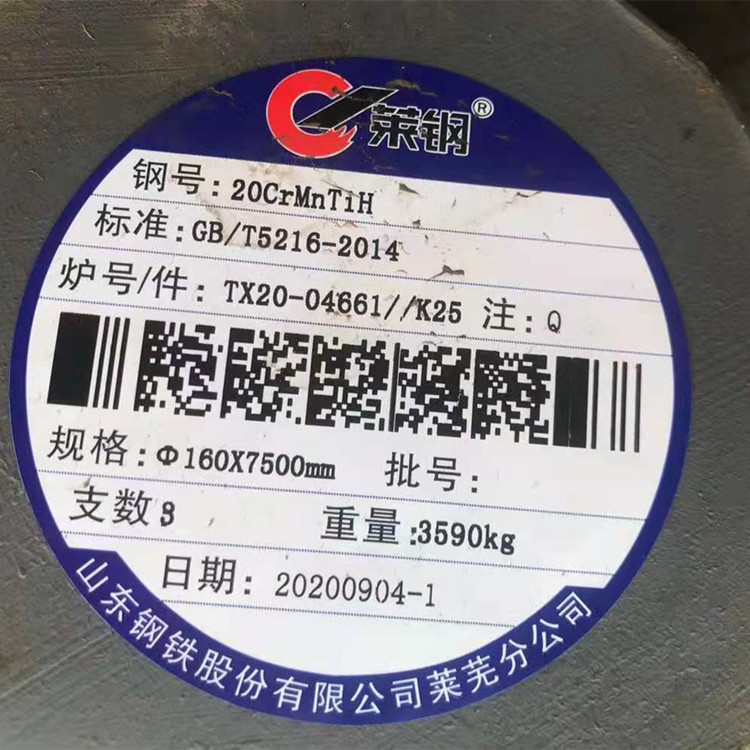 莱钢®
钢号:20CrMnTiH
标准:GB/T5216-2014
炉号/件: TX20-04661//K25 注:Q
规格:Φ160X7500mm 批号:
支数3 重量:3590kg
日期: 20200904-1
山东钢铁股份有限公司莱芜分公司